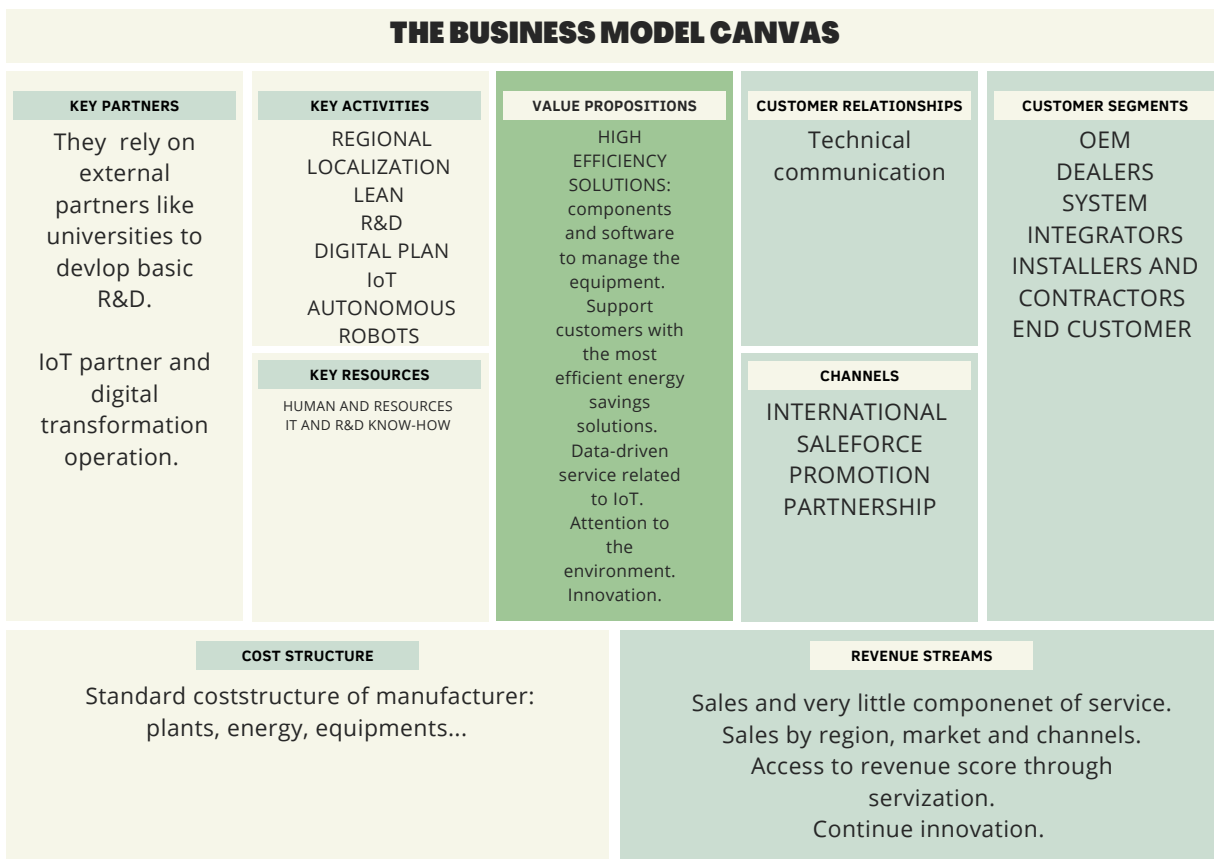 THE BUSINESS MODEL CANVAS
KEY PARTNERS
They rely on
external
partners like
universities to
devlop basic
R&D.
IoT partner and
digital
transformation
operation.
KEY ACTIVITIES
REGIONAL
LOCALIZATION
LEAN
R&D
DIGITAL PLAN
IoT
AUTONOMOUS
ROBOTS
KEY RESOURCES
HUMAN AND RESOURCES
IT AND R&D KNOW-HOW
VALUE PROPOSITIONS
HIGH
EFFICIENCY
SOLUTIONS:
components
and software
to manage the
equipment.
Support
customers with
the most
efficient energy
savings
solutions.
Data-driven
service related
to IoT.
Attention to
the
environment.
Innovation.
CUSTOMER RELATIONSHIPS
Technical
communication
CHANNELS
INTERNATIONAL
SALEFORCE
PROMOTION
PARTNERSHIP
CUSTOMER SEGMENTS
OEM
DEALERS
SYSTEM
INTEGRATORS
INSTALLERS AND
CONTRACTORS
END CUSTOMER
COST STRUCTURE
Standard coststructure of manufacturer:
plants, energy, equipments...
REVENUE STREAMS
Sales and very little componenet of service.
Sales by region, market and channels.
Access to revenue score through
servization.
Continue innovation.